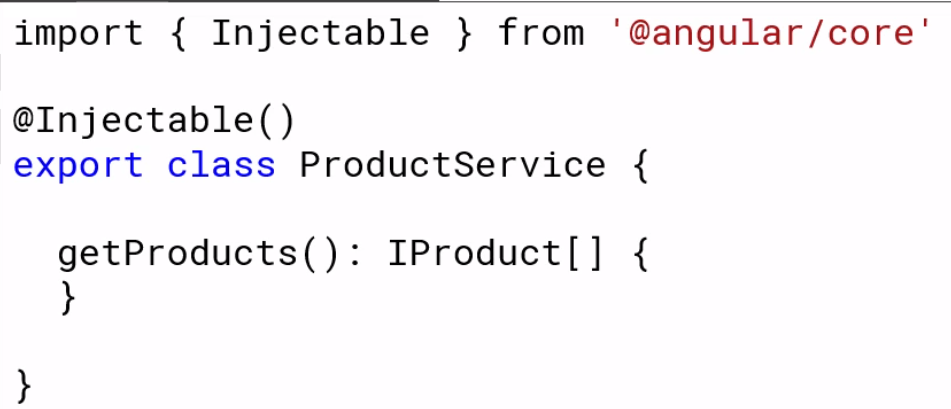 import { Injectable } from '@angular/core'
@Injectable()
export class ProductService {
getProducts(): IProduct[] {
}
}